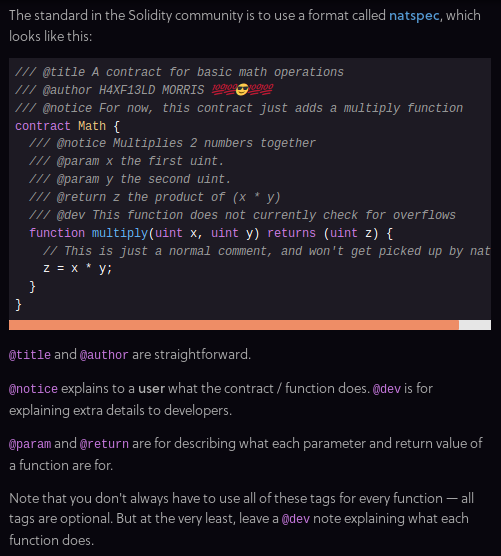 The standard in the Solidity community is to use a format called natspec, which
looks like this:
/// @title A contract for basic math operations
/// @author H4XF13LD MORRIS 💯💯😎💯💯
/// @notice For now, this contract just adds a multiply function
contract Math {
/// @notice Multiplies 2 numbers together
/// @param x the first uint.
/// @param y the second uint.
/// @return z the product of (x * y)
/// @dev This function does not currently check for overflows
function multiply(uint x, uint y) returns (uint z) {
// This is just a normal comment, and won't get picked up by nat
z = x * y;
}
}
@title and @author are straightforward.
@notice explains to a user what the contract / function does. @dev is for
explaining extra details to developers.
@param and @return are for describing what each parameter and return value of
a function are for.
Note that you don't always have to use all of these tags for every function — all
tags are optional. But at the very least, leave a @dev note explaining what each
function does.